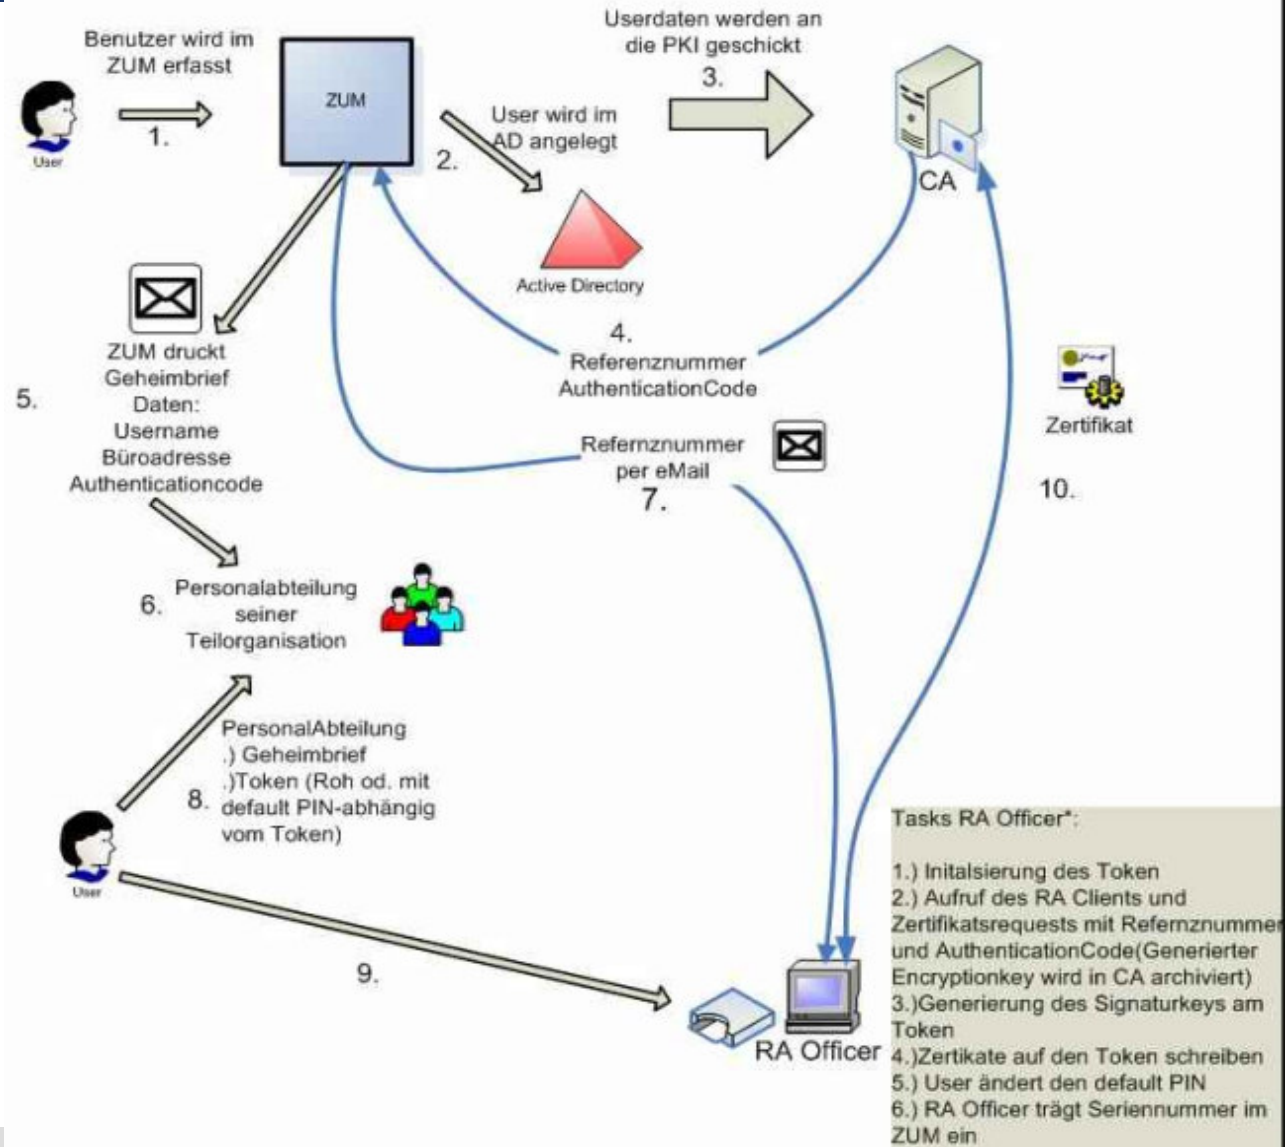 Benutzer wird im
ZUM erfasst
1.
User
ZUM
2.
User wird im
AD angelegt
Active Directory
Userdaten werden an
die PKI geschickt
3.
CA
4.
Referenznummer
AuthenticationCode
5.
ZUM druckt
Geheimbrief
Daten:
Username
Büroadresse
Authenticationcode
6.
Personalabteilung
seiner
Teilorganisation
Refernznummer
per eMail
7.
Zertifikat
10.
8.
PersonalAbteilung
.) Geheimbrief
.)Token (Roh od. mit
default PIN-abhängig
vom Token)
User
9.
RA Officer
Tasks RA Officer*:
1.) Initalsierung des Token
2.) Aufruf des RA Clients und
Zertifikatsrequests mit Refernznummer
und AuthenticationCode(Generierter
Encryptionkey wird in CA archiviert)
3.)Generierung des Signaturkeys am
Token
4.)Zertikate auf den Token schreiben
5.) User ändert den default PIN
6.) RA Officer trägt Seriennummer im
ZUM ein